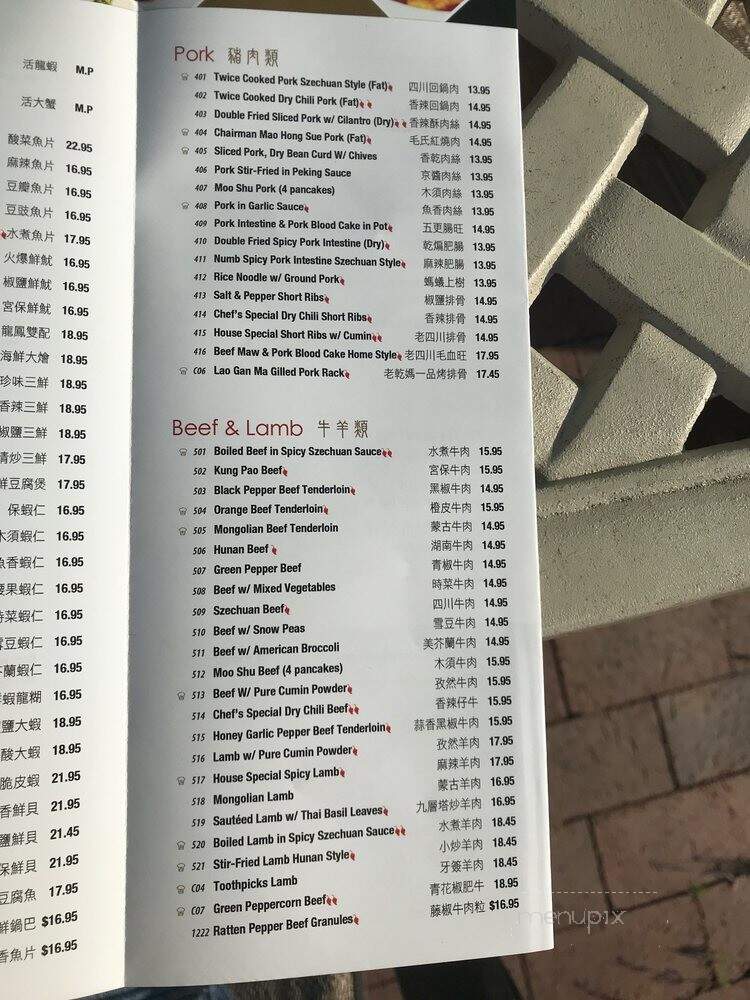 活龍蝦 M.P
活大蟹 M.P
酸菜魚片 22.95
麻辣魚片 16.95
豆瓣魚片 16.95
豆豉魚片 16.95
水煮魚片 17.95
火爆鮮魷 16.95
椒鹽鮮魷 16.95
宮保鮮魷 16.95
龍鳳雙配 18.95
海鮮大燴 18.95
珍味三鮮 18.95
香辣三鮮 18.95
椒鹽三鮮 18.95
清炒三鮮 17.95
鮮豆腐煲 17.95
保蝦仁 16.95
木須蝦仁 16.95
魚香蝦仁 16.95
腰果蝦仁 16.95
時菜蝦仁 16.95
雪豆蝦仁 16.95
芥蘭蝦仁 16.95
蝦龍糊 16.95
鹽大蝦 18.95
酸大蝦 18.95
脆皮蝦 21.95
香鮮貝 21.95
鹽鮮貝 21.45
保鮮貝 21.95
豆腐魚 17.95
鮮鍋巴 $16.95
香魚片 $16.95
Pork 豬肉類
401 Twice Cooked Pork Szechuan Style (Fat) 四川回鍋肉 13.95
402 Twice Cooked Dry Chili Pork (Fat) 香辣回鍋肉 14.95
403 Double Fried Sliced Pork w/ Cilantro (Dry) 香辣酥肉絲 13.95
404 Chairman Mao Hong Sue Pork (Fat) 毛氏紅燒肉 14.95
405 Sliced Pork, Dry Bean Curd W/ Chives 香乾肉絲 13.95
406 Pork Stir-Fried in Peking Sauce 京醬肉絲 13.95
407 Moo Shu Pork (4 pancakes) 木須肉絲 13.95
408 Pork in Garlic Sauce 魚香肉絲 13.95
409 Pork Intestine & Pork Blood Cake in Pot 五更腸旺 14.95
410 Double Fried Spicy Pork Intestine (Dry) 乾煸肥腸 13.95
411 Numb Spicy Pork Intestine Szechuan Style 麻辣肥腸 13.95
412 Rice Noodle w/ Ground Pork 螞蟻上樹 13.95
413 Salt & Pepper Short Ribs 椒鹽排骨 14.95
414 Chef's Special Dry Chili Short Ribs 香辣排骨 14.95
415 House Special Short Ribs w/ Cumin 老四川排骨 14.95
416 Beef Maw & Pork Blood Cake Home Style 老四川毛血旺 17.95
C06 Lao Gan Ma Gilled Pork Rack 老乾媽一品烤排骨 17.45
Beef & Lamb 牛羊類
501 Boiled Beef in Spicy Szechuan Sauce 水煮牛肉 15.95
502 Kung Pao Beef 宮保牛肉 15.95
503 Black Pepper Beef Tenderloin 黑椒牛肉 14.95
504 Orange Beef Tenderloin 橙皮牛肉 15.95
505 Mongolian Beef Tenderloin 蒙古牛肉 14.95
506 Hunan Beef 湖南牛肉 14.95
507 Green Pepper Beef 青椒牛肉 14.95
508 Beef w/ Mixed Vegetables 時菜牛肉 14.95
509 Szechuan Beef 四川牛肉 14.95
510 Beef w/ Snow Peas 雪豆牛肉 14.95
511 Beef w/ American Broccoli 美芥蘭牛肉 14.95
512 Moo Shu Beef (4 pancakes) 木須牛肉 15.95
513 Beef W/ Pure Cumin Powder 孜然牛肉 15.95
514 Chef's Special Dry Chili Beef 香辣仔牛 15.95
515 Honey Garlic Pepper Beef Tenderloin 蒜香黑椒牛肉 15.95
516 Lamb w/ Pure Cumin Powder 孜然羊肉 17.95
517 House Special Spicy Lamb 麻辣羊肉 17.95
518 Mongolian Lamb 蒙古羊肉 16.95
519 Sautéed Lamb w/ Thai Basil Leaves 九層塔炒羊肉 16.95
520 Boiled Lamb in Spicy Szechuan Sauce 水煮羊肉 18.45
521 Stir-Fried Lamb Hunan Style 小炒羊肉 18.45
C04 Toothpicks Lamb 牙簽羊肉 18.45
C07 Green Peppercorn Beef 青花椒肥牛 18.95
1222 Ratten Pepper Beef Granules 藤椒牛肉粒 $16.95
menupix